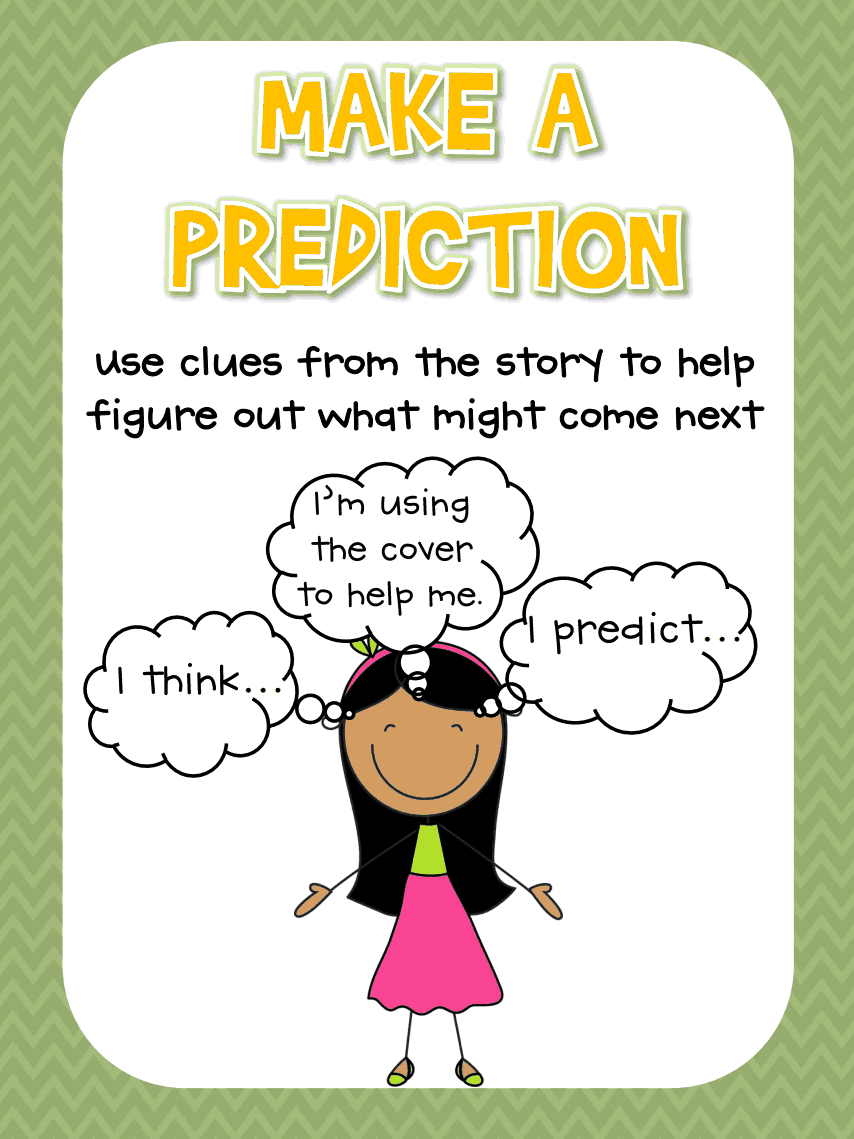 MAKE A
PREDICTION
use clues from the story to help
figure out what might come next
I'm using
the cover
to help me.
I think...
I predict...